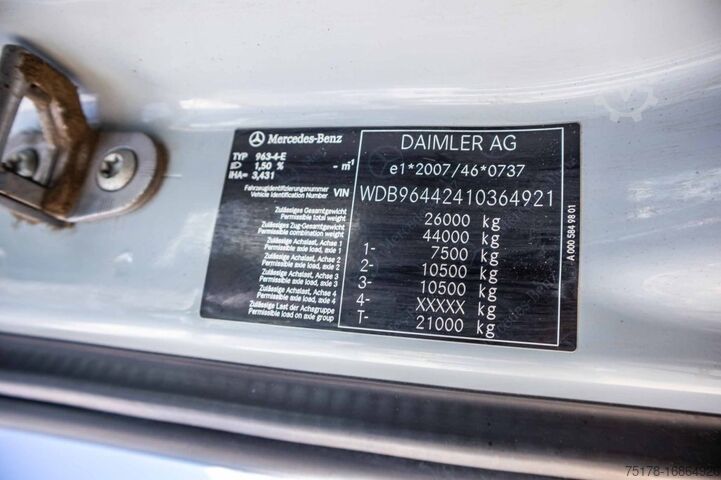 Mercedes-Benz
TYP 963-4-E
1,50 % - m⁻¹
IHA= 3,431
Fahrzeugidentifizierungsnummer
Vehicle Identification Number VIN
Zulässiges Gesamtgewicht
Permissible total weight
Zulässiges Zug-Gesamtgewicht
Permissible combination weight
Zulässige Achslast, Achse 1
Permissible axle load, axle 1
Zulässige Achslast, Achse 2
Permissible axle load, axle 2
Zulässige Achslast, Achse 3
Permissible axle load, axle 3
Zulässige Achslast, Achse 4
Permissible axle load, axle 4
Zulässige Last der Achsgruppe
Permissible load on axle group
DAIMLER AG
e1*2007/46*0737
WDB96442410364921
26000 kg
44000 kg
1- 7500 kg
2- 10500 kg
3- 10500 kg
4- XXXXX kg
T- 21000 kg
A 000 584 98 01